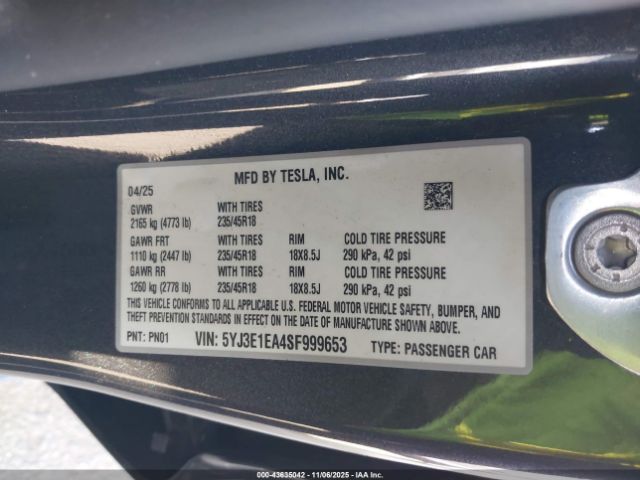 MFD BY TESLA, INC.
04/25
GVWR WITH TIRES
2165 kg (4773 lb) 235/45R18
GAWR FRT WITH TIRES RIM COLD TIRE PRESSURE
1110 kg (2447 lb) 235/45R18 18X8.5J 290 kPa, 42 psi
GAWR RR WITH TIRES RIM COLD TIRE PRESSURE
1260 kg (2778 lb) 235/45R18 18X8.5J 290 kPa, 42 psi
THIS VEHICLE CONFORMS TO ALL APPLICABLE U.S. FEDERAL MOTOR VEHICLE SAFETY, BUMPER, AND
THEFT PREVENTION STANDARDS IN EFFECT ON THE DATE OF MANUFACTURE SHOWN ABOVE.
PNT: PN01 VIN: 5YJ3E1EA4SF999653 TYPE: PASSENGER CAR
000-43635042 - 11/06/2025 - IAA Inc.